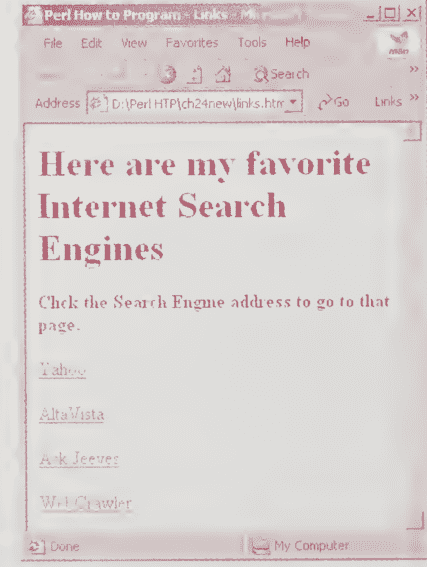 Perl How to Program - Links - Microsoft
File Edit View Favorites Tools Help
msn
Search »
Address D:\Perl HTP\ch24new\links.htm Go Links »
Here are my favorite
Internet Search
Engines
Click the Search Engine address to go to that
page.
Yahoo
AltaVista
Ask Jeeves
WebCrawler
Done My Computer